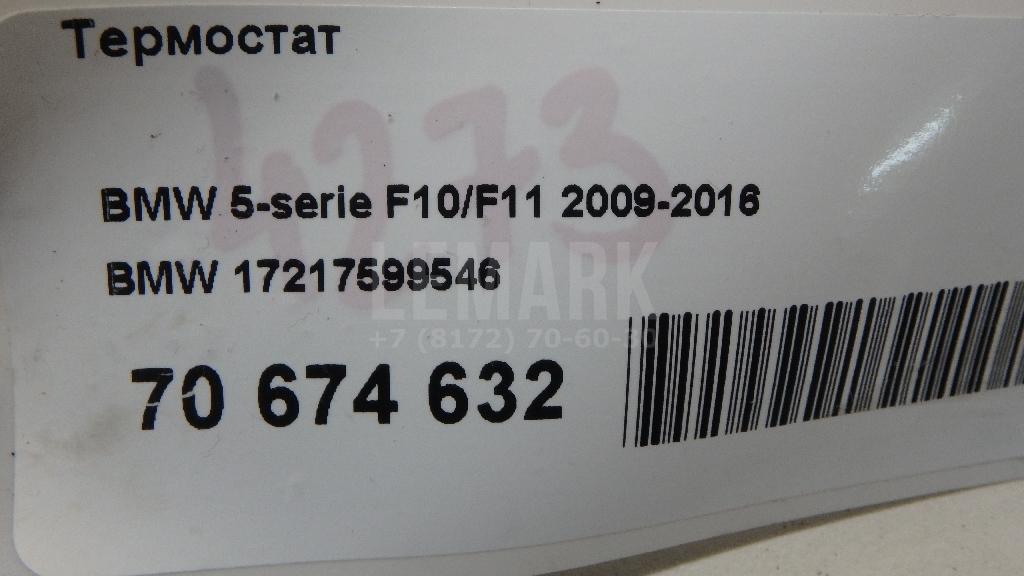 Термостат
4273
BMW 5-serie F10/F11 2009-2016
BMW 17217599546
LEMARK
+7 (8172) 70-60-30
70 674 632